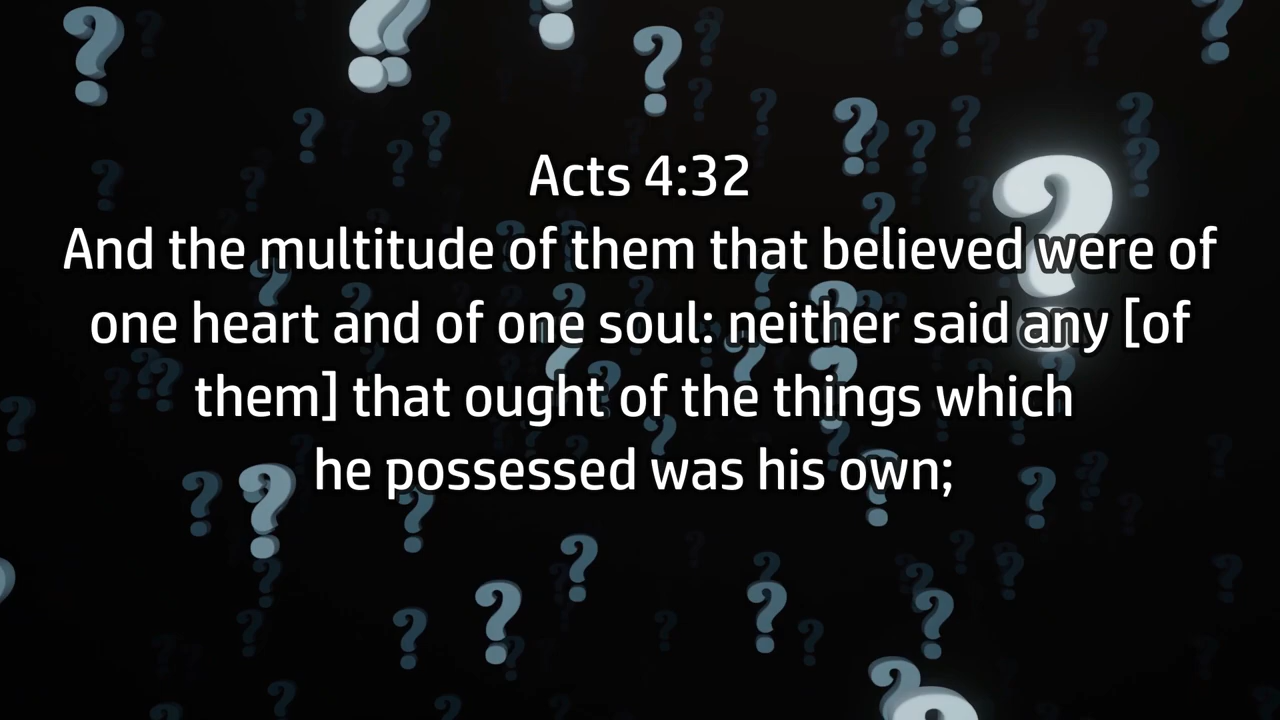 Acts 4:32
And the multitude of them that believed were of
one heart and of one soul: neither said any [of
them] that ought of the things which
he possessed was his own;